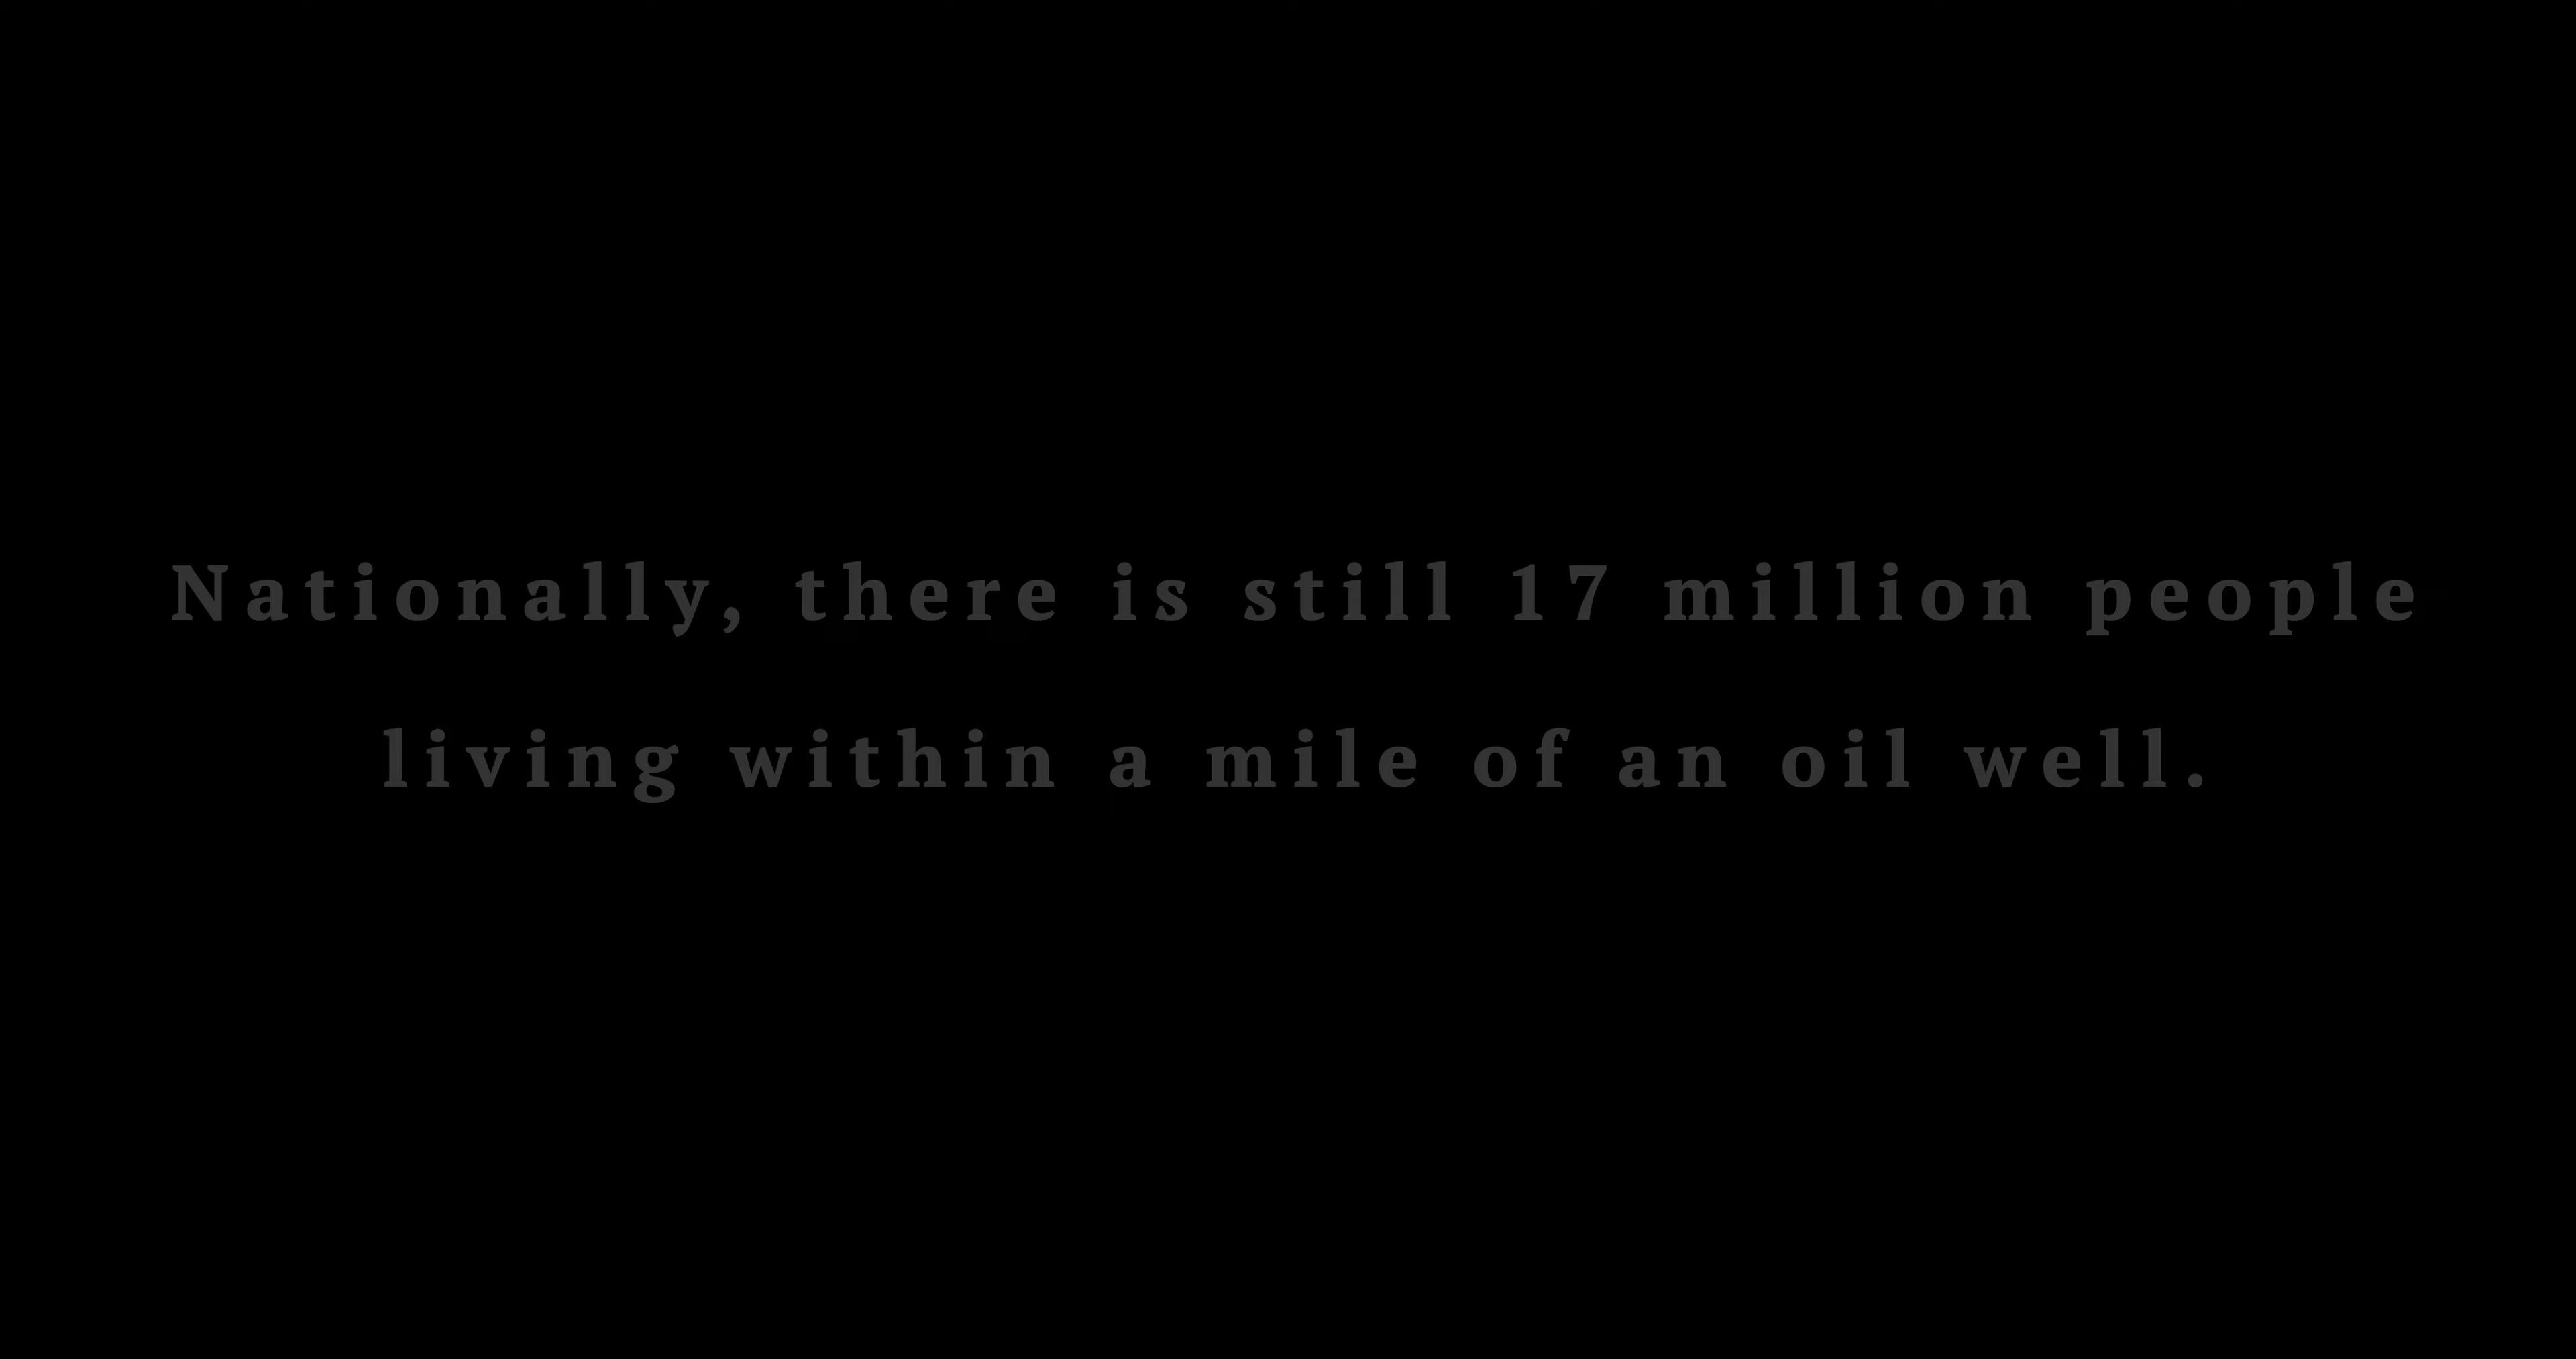 Nationally, there is still 17 million people
living within a mile of an oil well.